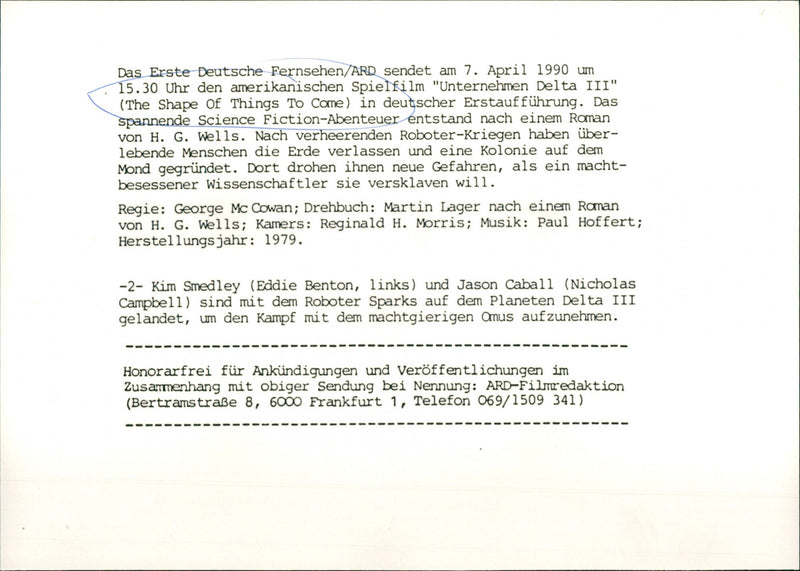 Das Erste Deutsche Fernsehen/ARD sendet am 7. April 1990 um
15.30 Uhr den amerikanischen Spielfilm "Unternehmen Delta III"
(The Shape Of Things To Come) in deutscher Erstaufführung. Das
spannende Science Fiction-Abenteuer entstand nach einem Roman
von H. G. Wells. Nach verheerenden Roboter-Kriegen haben über-
lebende Menschen die Erde verlassen und eine Kolonie auf dem
Mond gegründet. Dort drohen ihnen neue Gefahren, als ein macht-
besessener Wissenschaftler sie versklaven will.
Regie: George Mc Cowan; Drehbuch: Martin Lager nach einem Roman
von H. G. Wells; Kamers: Reginald H. Morris; Musik: Paul Hoffert;
Herstellungsjahr: 1979.
-2- Kim Smedley (Eddie Benton, links) und Jason Caball (Nicholas
Campbell) sind mit dem Roboter Sparks auf dem Planeten Delta III
gelandet, um den Kampf mit dem machtgierigen Omus aufzunehmen.
Honorarfrei für Ankündigungen und Veröffentlichungen im
Zusammenhang mit obiger Sendung bei Nennung: ARD-Filmredaktion
(Bertramstraße 8, 6000 Frankfurt 1, Telefon 069/1509 341)